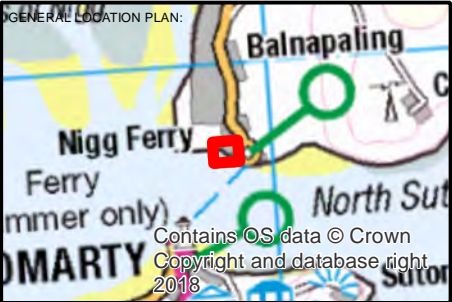 GENERAL LOCATION PLAN:
Balnapaling
Nigg Ferry
Ferry
mmer only)
North Sut
OMARTY
Contains OS data © Crown
Copyright and database right
2018
Sutor